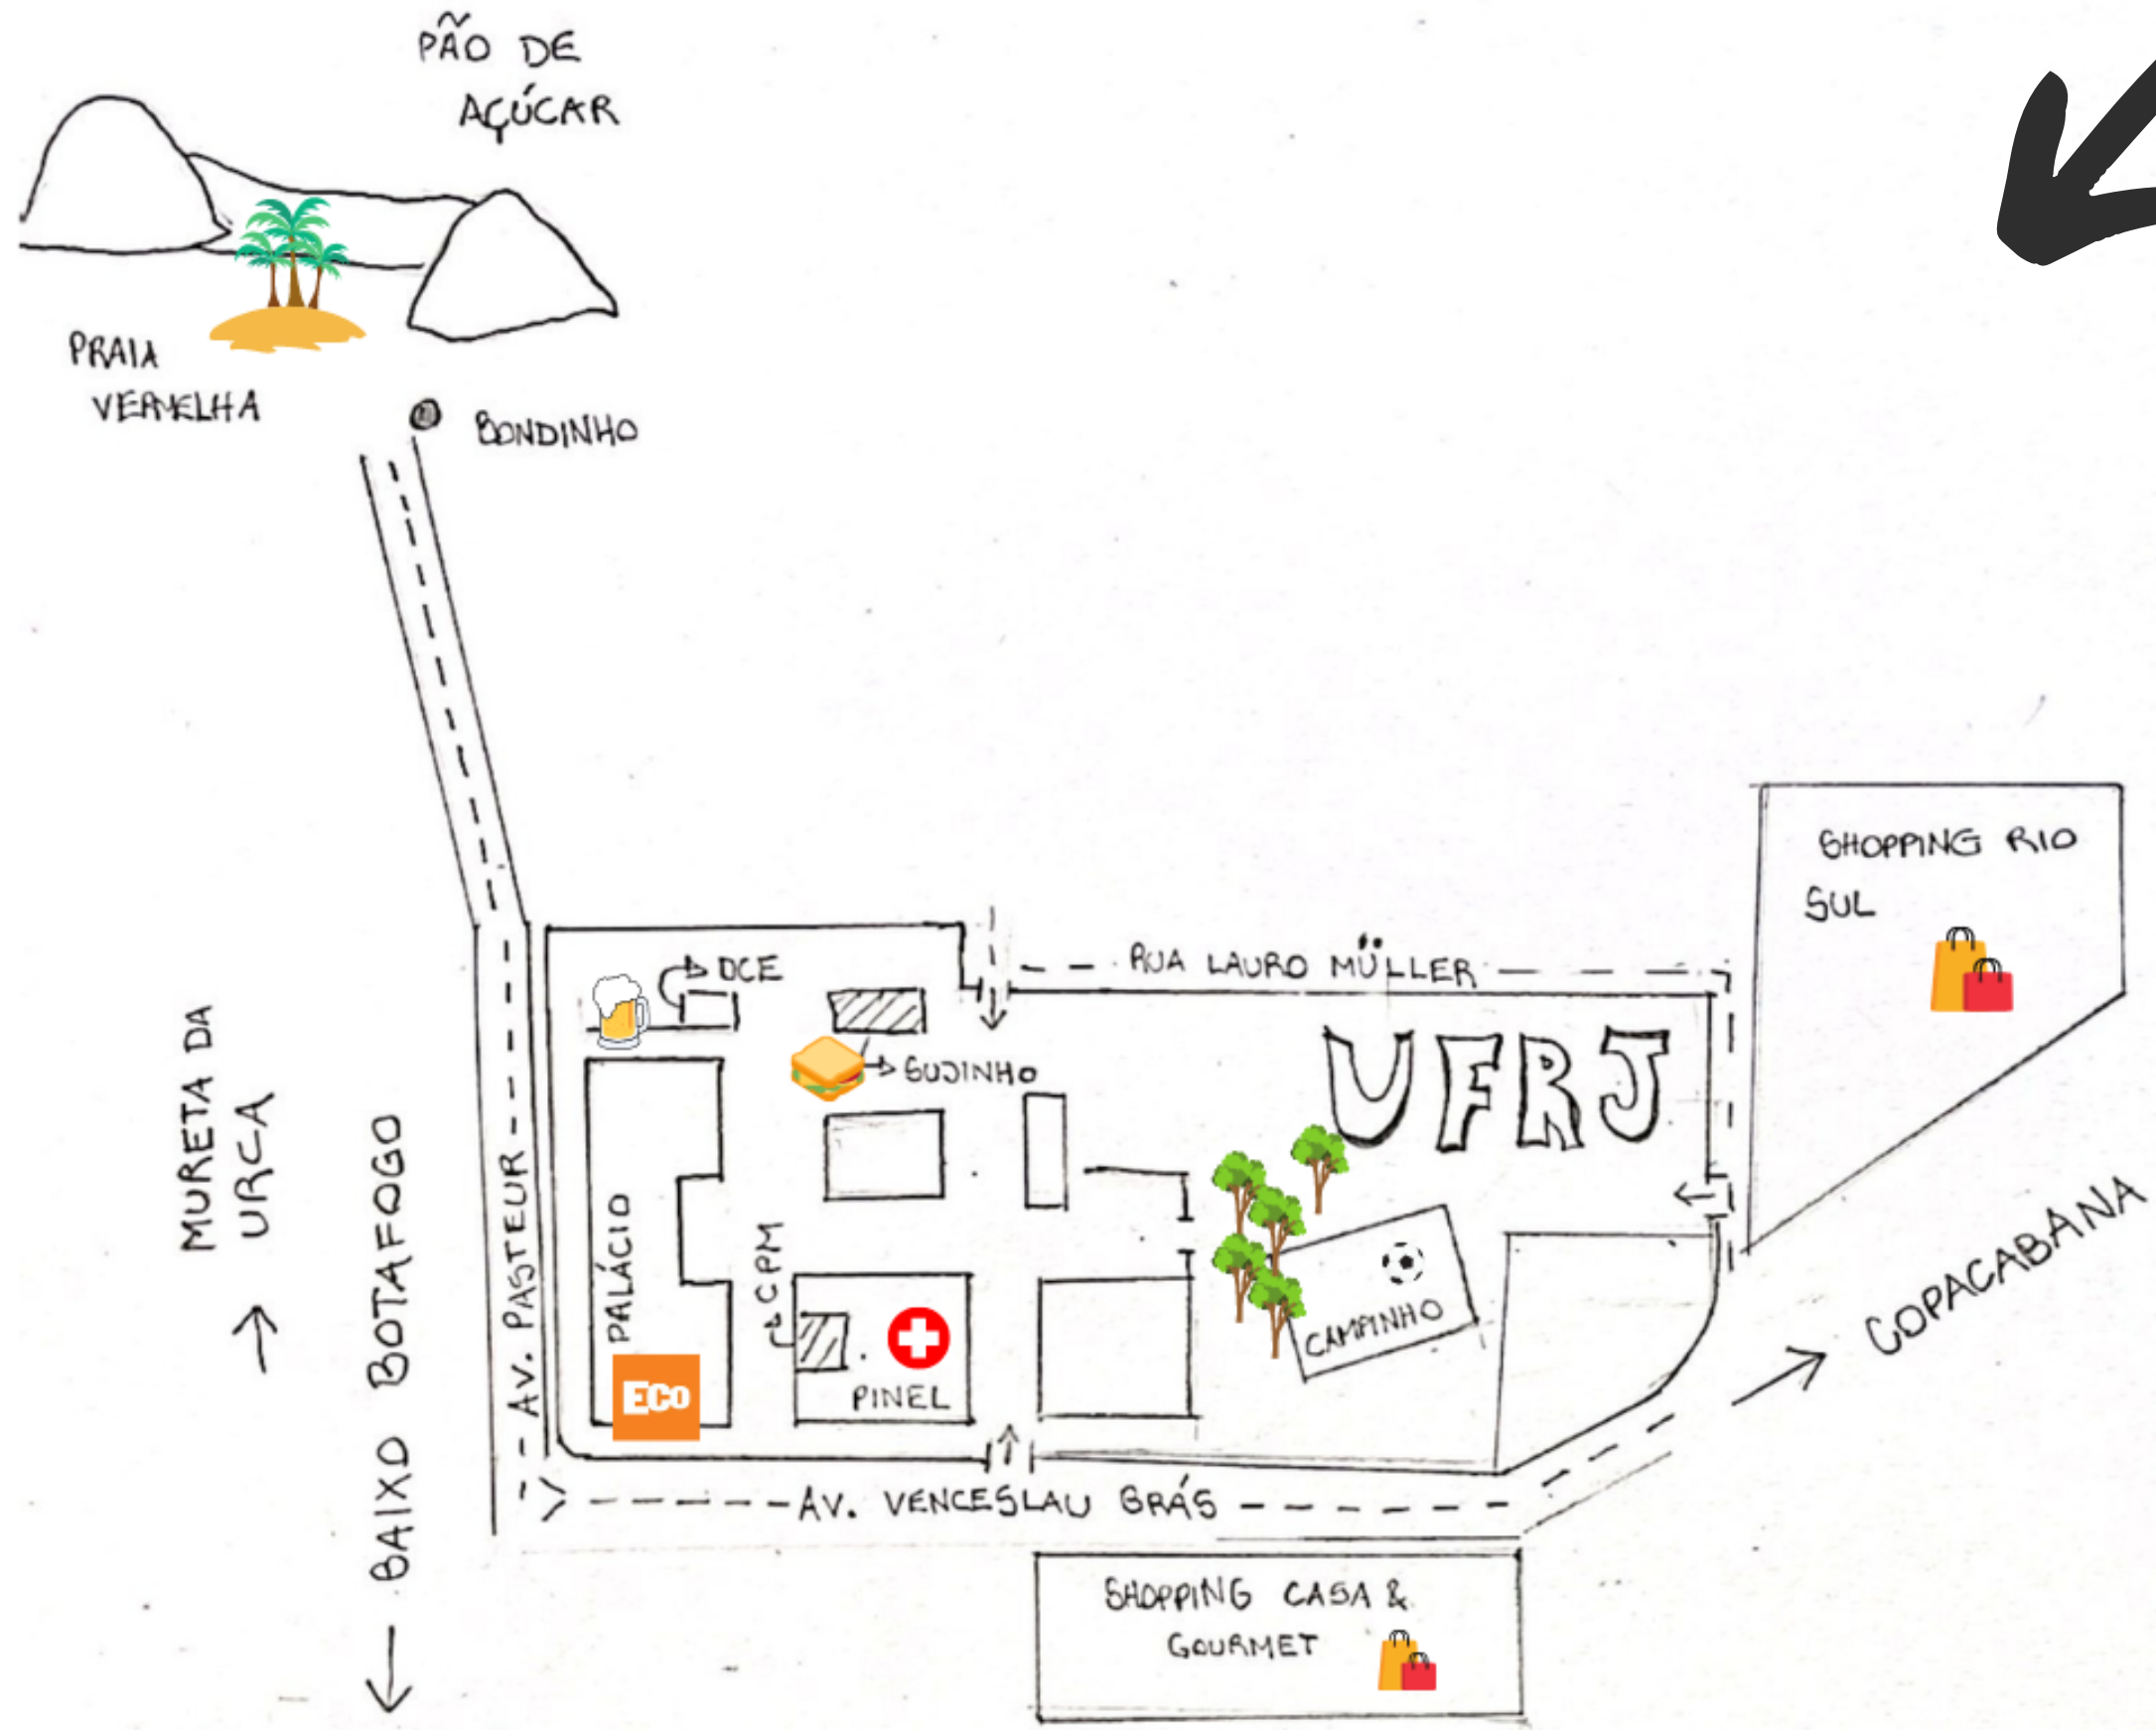 PÃO DE
AÇÚCAR
PRAIA
VERMELHA
BONDINHO
SHOPPING RIO
SUL
RUA LAURO MÜLLER
DCE
SUJINHO
UFRJ
MURETA DA
URCA
BAIXO BOTAFOGO
AV. PASTEUR
PALÁCIO
ECO
CPM
PINEL
CAMPINHO
COPACABANA
AV. VENCESLAU BRÁS
SHOPPING CASA &
GOURMET